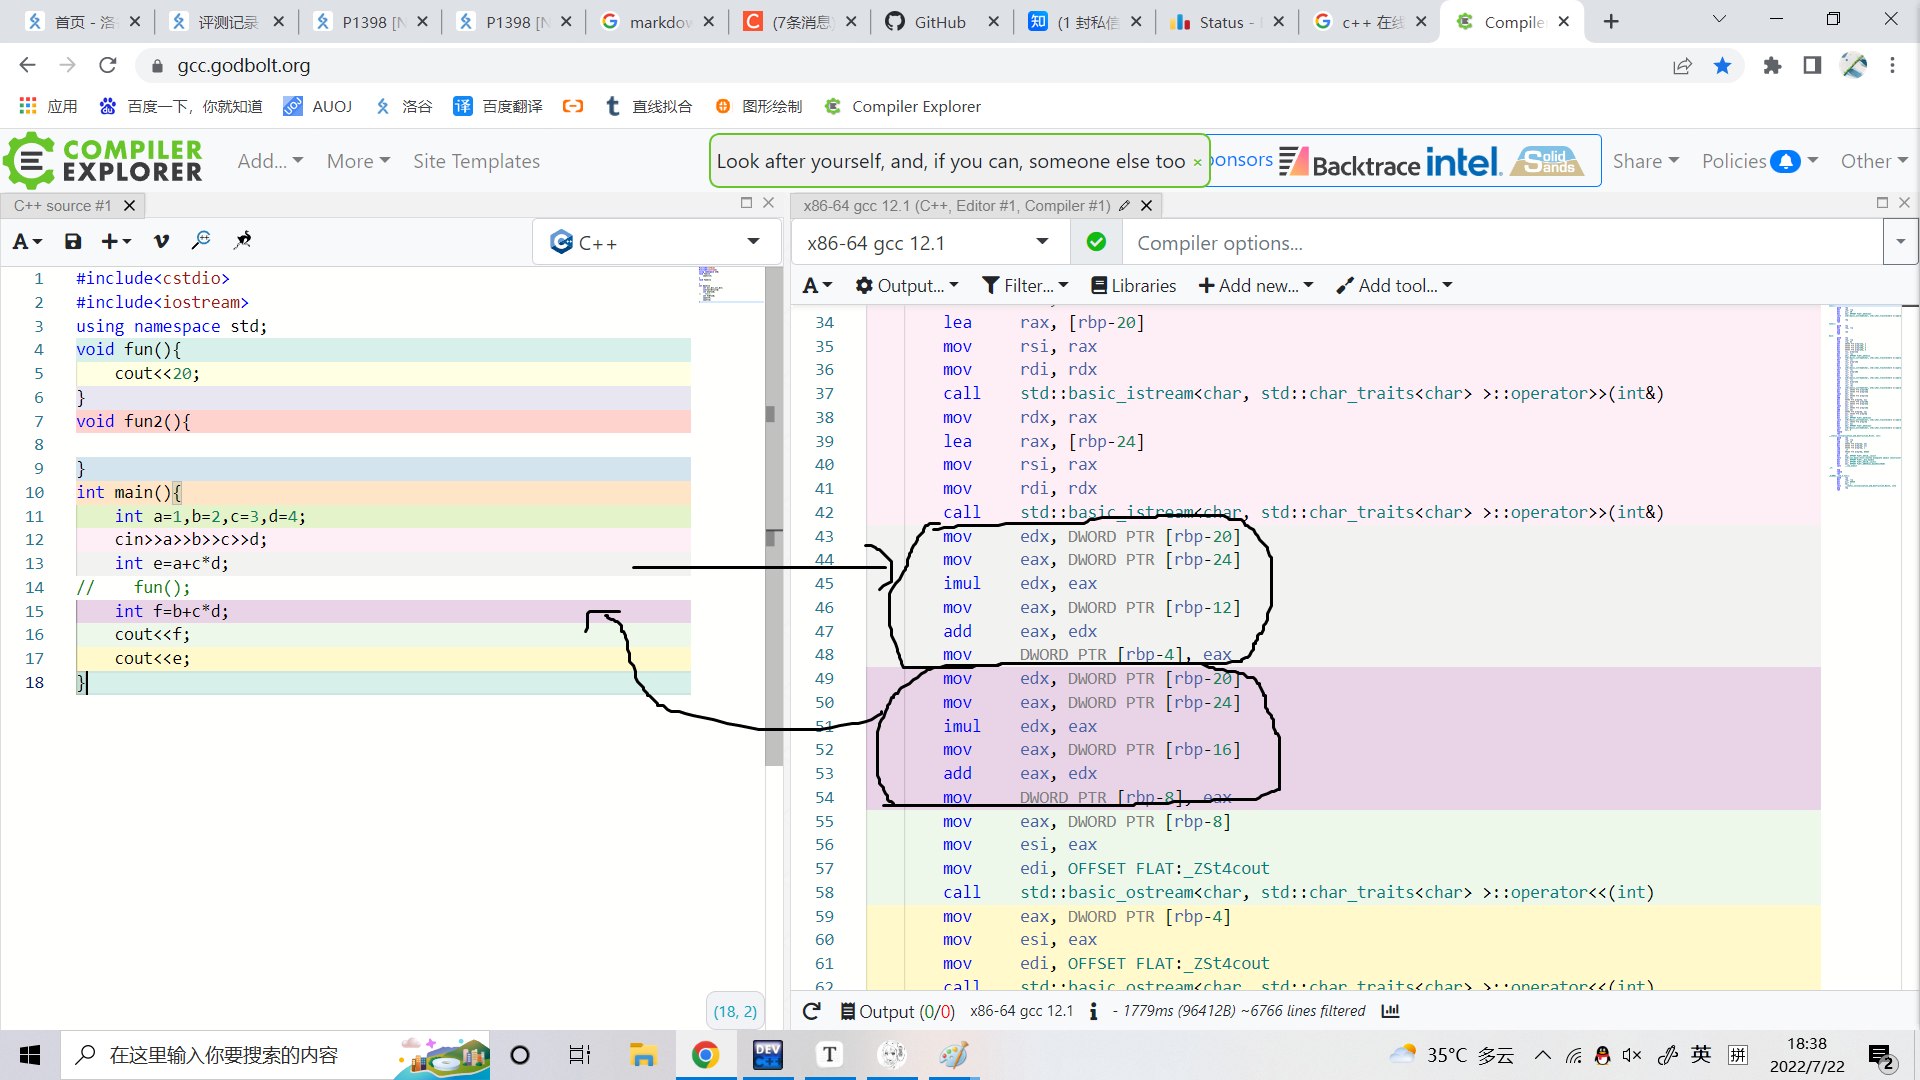 首页 - 洛
评测记录
P1398 [N
P1398 [N
markdow
(7条消息)
GitHub
(1 封私信
Status -
c++ 在线
Compile
gcc.godbolt.org
应用
百度一下，你就知道
AUOJ
洛谷
百度翻译
直线拟合
图形绘制
Compiler Explorer
COMPILER EXPLORER
Add...
More
Site Templates
Look after yourself, and, if you can, someone else too ×
onsors
Backtrace
intel.
Solid Sands
Share
Policies
Other
C++ source #1
x86-64 gcc 12.1 (C++, Editor #1, Compiler #1)
A
C++
x86-64 gcc 12.1
Compiler options...
A
Output...
Filter...
Libraries
Add new...
Add tool...
1 #include<cstdio>
2 #include<iostream>
3 using namespace std;
4 void fun(){
5 cout<<20;
6 }
7 void fun2(){
8
9 }
10 int main(){
11 int a=1,b=2,c=3,d=4;
12 cin>>a>>b>>c>>d;
13 int e=a+c*d;
14 // fun();
15 int f=b+c*d;
16 cout<<f;
17 cout<<e;
18 }
(18, 2)
34 lea rax, [rbp-20]
35 mov rsi, rax
36 mov rdi, rdx
37 call std::basic_istream<char, std::char_traits<char> >::operator>>(int&)
38 mov rdx, rax
39 lea rax, [rbp-24]
40 mov rsi, rax
41 mov rdi, rdx
42 call std::basic_istream<char, std::char_traits<char> >::operator>>(int&)
43 mov edx, DWORD PTR [rbp-20]
44 mov eax, DWORD PTR [rbp-24]
45 imul edx, eax
46 mov eax, DWORD PTR [rbp-12]
47 add eax, edx
48 mov DWORD PTR [rbp-4], eax
49 mov edx, DWORD PTR [rbp-20]
50 mov eax, DWORD PTR [rbp-24]
51 imul edx, eax
52 mov eax, DWORD PTR [rbp-16]
53 add eax, edx
54 mov DWORD PTR [rbp-8], eax
55 mov eax, DWORD PTR [rbp-8]
56 mov esi, eax
57 mov edi, OFFSET FLAT:_ZSt4cout
58 call std::basic_ostream<char, std::char_traits<char> >::operator<<(int)
59 mov eax, DWORD PTR [rbp-4]
60 mov esi, eax
61 mov edi, OFFSET FLAT:_ZSt4cout
62 call std::basic_ostream<char, std::char_traits<char> >::operator<<(int)
Output (0/0) x86-64 gcc 12.1 i - 1779ms (96412B) ~6766 lines filtered
在这里输入你要搜索的内容
DEV C++
T
35°C 多云
英
拼
18:38
2022/7/22
2